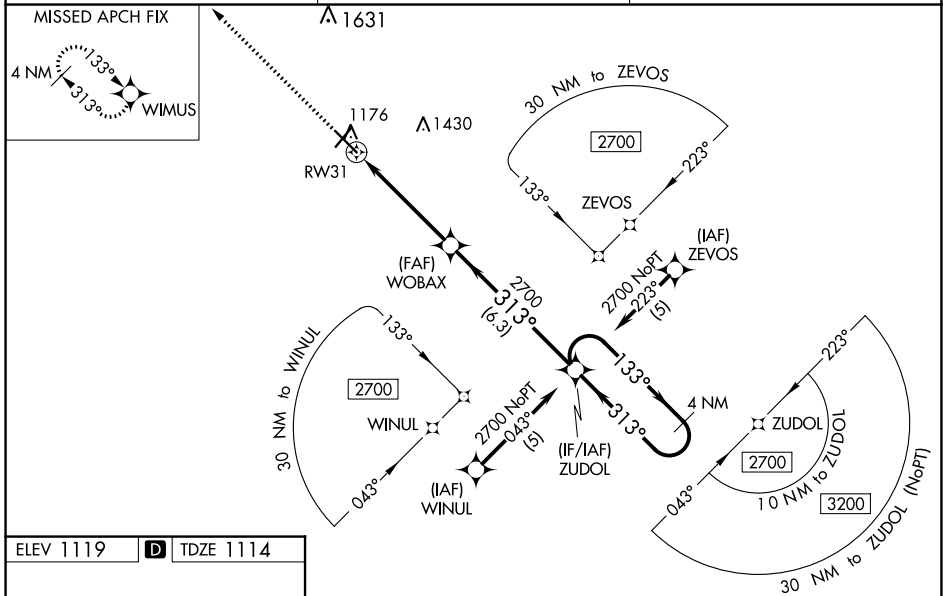 MISSED APCH FIX
4 NM
133°
313°
WIMUS
1631
1176
1430
RW31
30 NM to ZEVOS
2700
133°
223°
ZEVOS
(IAF)
ZEVOS
2700 NoPT
223°
(5)
(FAF)
WOBAX
2700
313°
(6.3)
133°
313°
4 NM
(IF/IAF)
ZUDOL
30 NM to WINUL
133°
2700
WINUL
043°
2700 NoPT
043°
(5)
(IAF)
WINUL
223°
ZUDOL
2700
10 NM to ZUDOL
043°
3200
30 NM to ZUDOL (NoPT)
ELEV 1119 D TDZE 1114